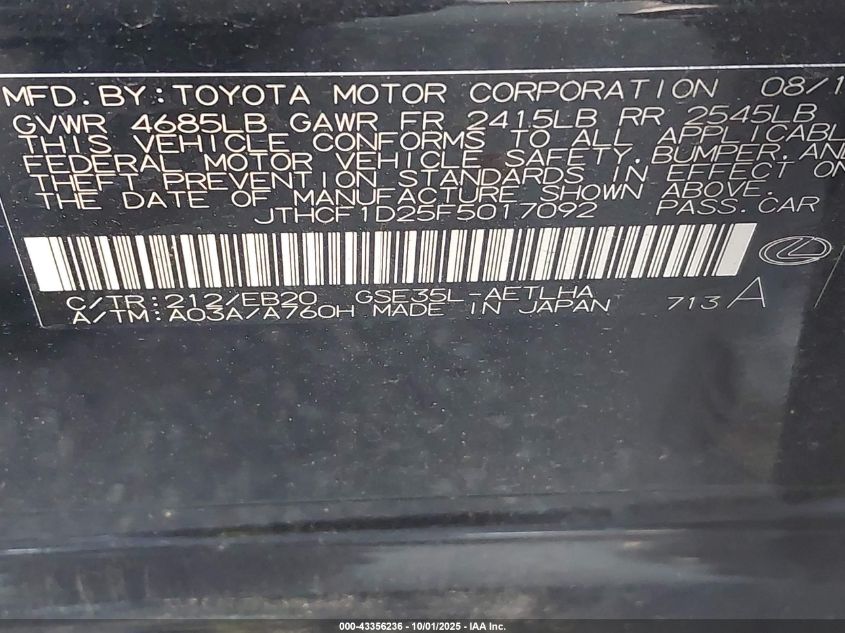 MFD. BY: TOYOTA MOTOR CORPORATION 08/1
GVWR 4685LB GAWR FR 2415LB RR 2545LB
THIS VEHICLE CONFORMS TO ALL APPLICABL
FEDERAL MOTOR VEHICLE SAFETY, BUMPER, AND
THEFT PREVENTION STANDARDS IN EFFECT ON
THE DATE OF MANUFACTURE SHOWN ABOVE.
JTHCF1D25F5017092 PASS. CAR
C/TR: 212/EB20 GSE35L-AETLHA
A/TM: A03A/A760H MADE IN JAPAN 713 A
000-43356236 - 10/01/2025 - IAA Inc.